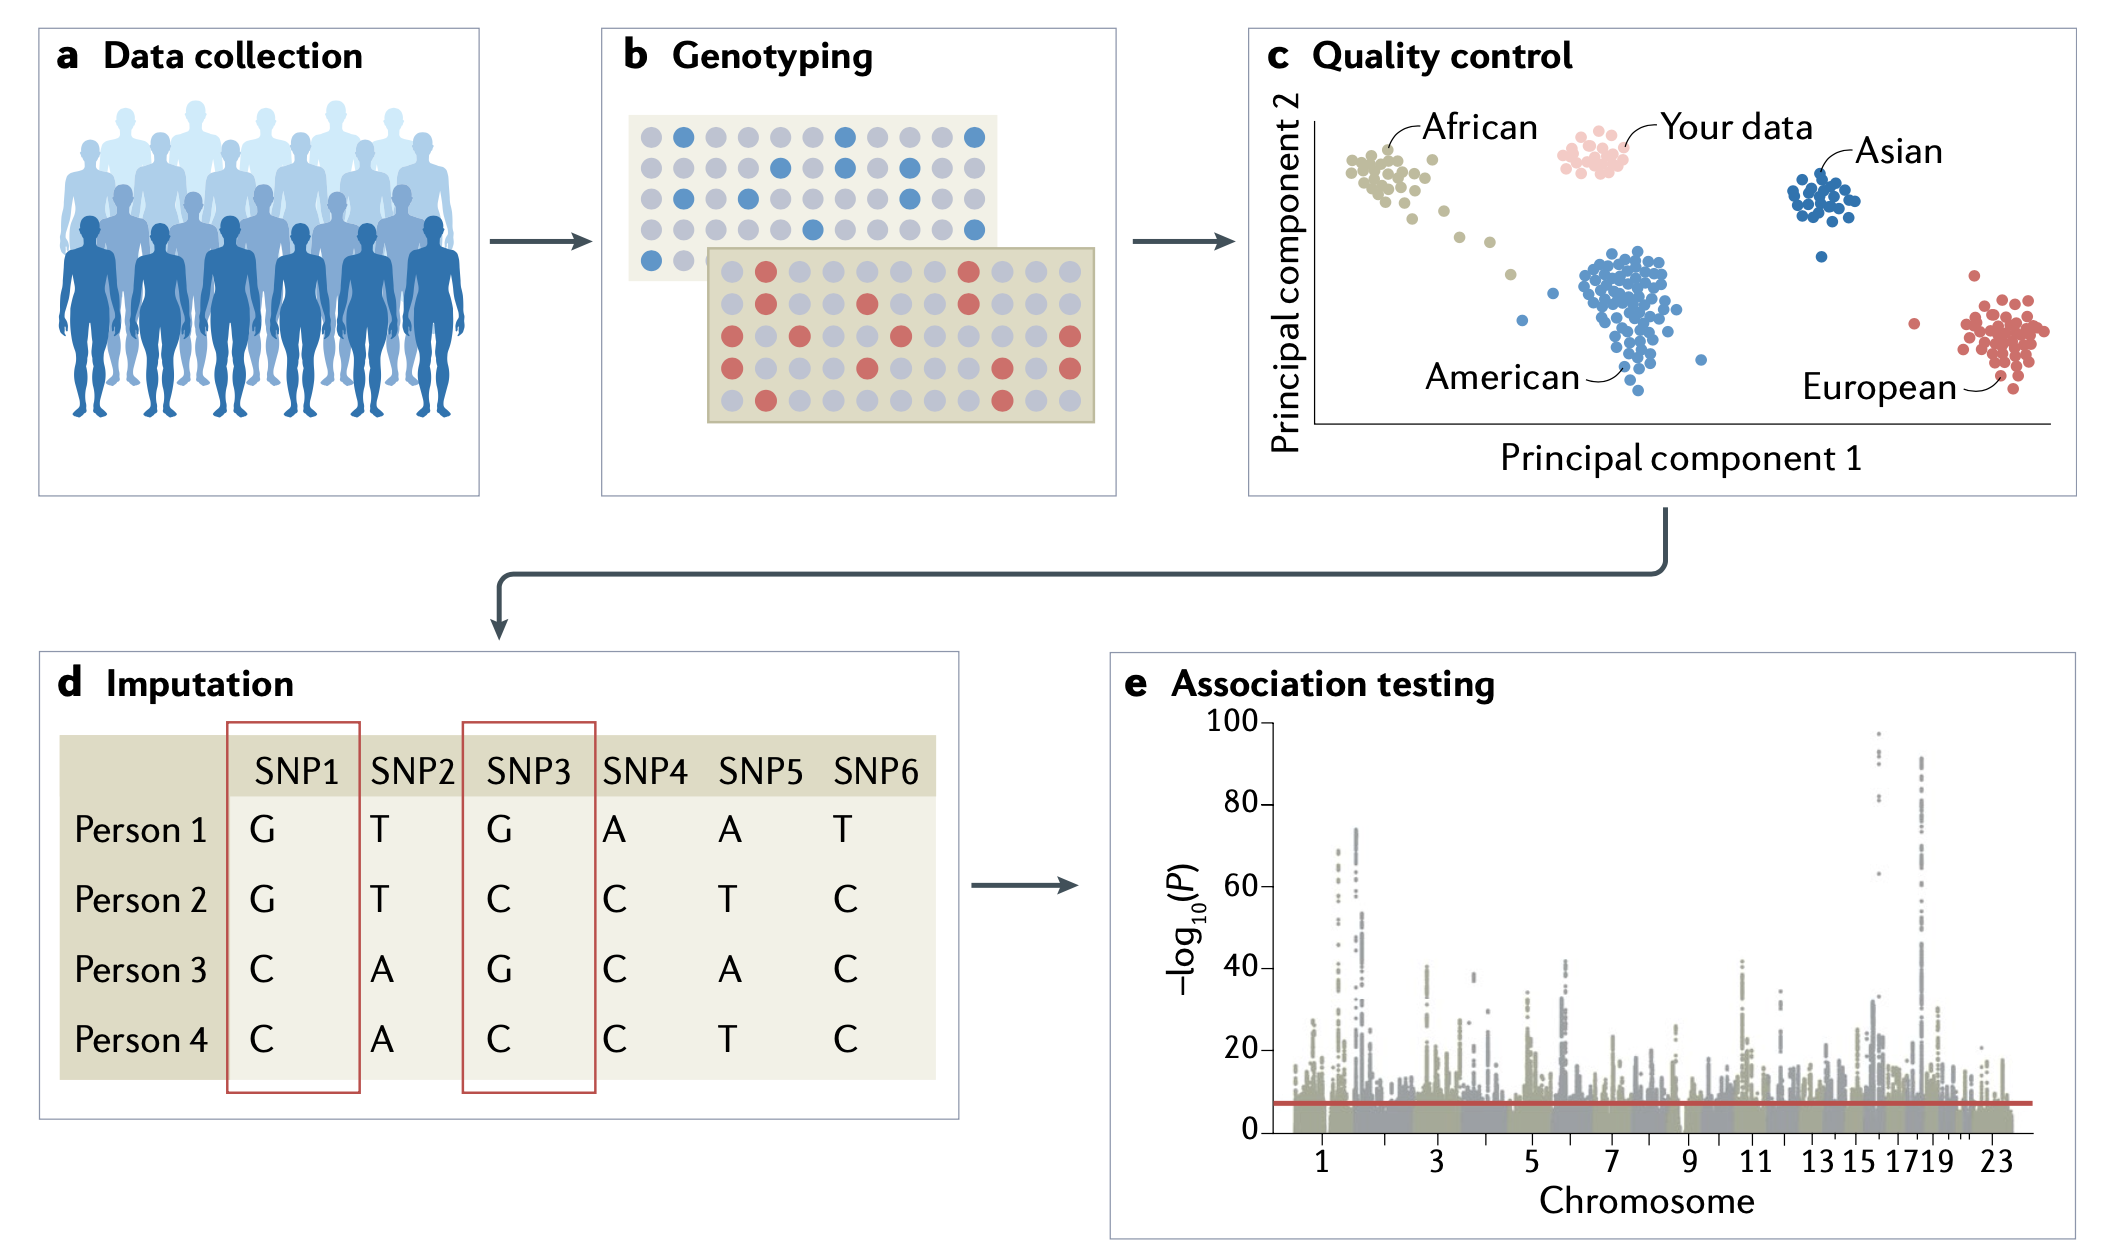 a Data collection
b Genotyping
c Quality control
Principal component 2
African
Your data
Asian
American
European
Principal component 1
d Imputation
SNP1 SNP2 SNP3 SNP4 SNP5 SNP6
Person 1 G T G A A T
Person 2 G T C C T C
Person 3 C A G C A C
Person 4 C A C C T C
e Association testing
–log10(P)
100
80
60
40
20
0
1 3 5 7 9 11 13 15 17 19 23
Chromosome